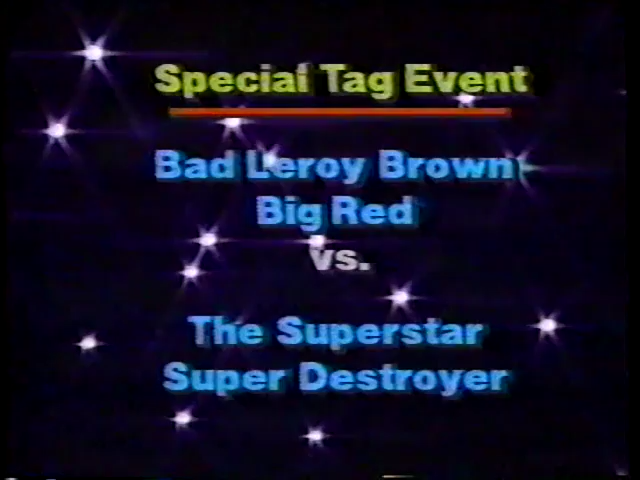 Special Tag Event
Bad Leroy Brown
Big Red
vs.
The Superstar
Super Destroyer